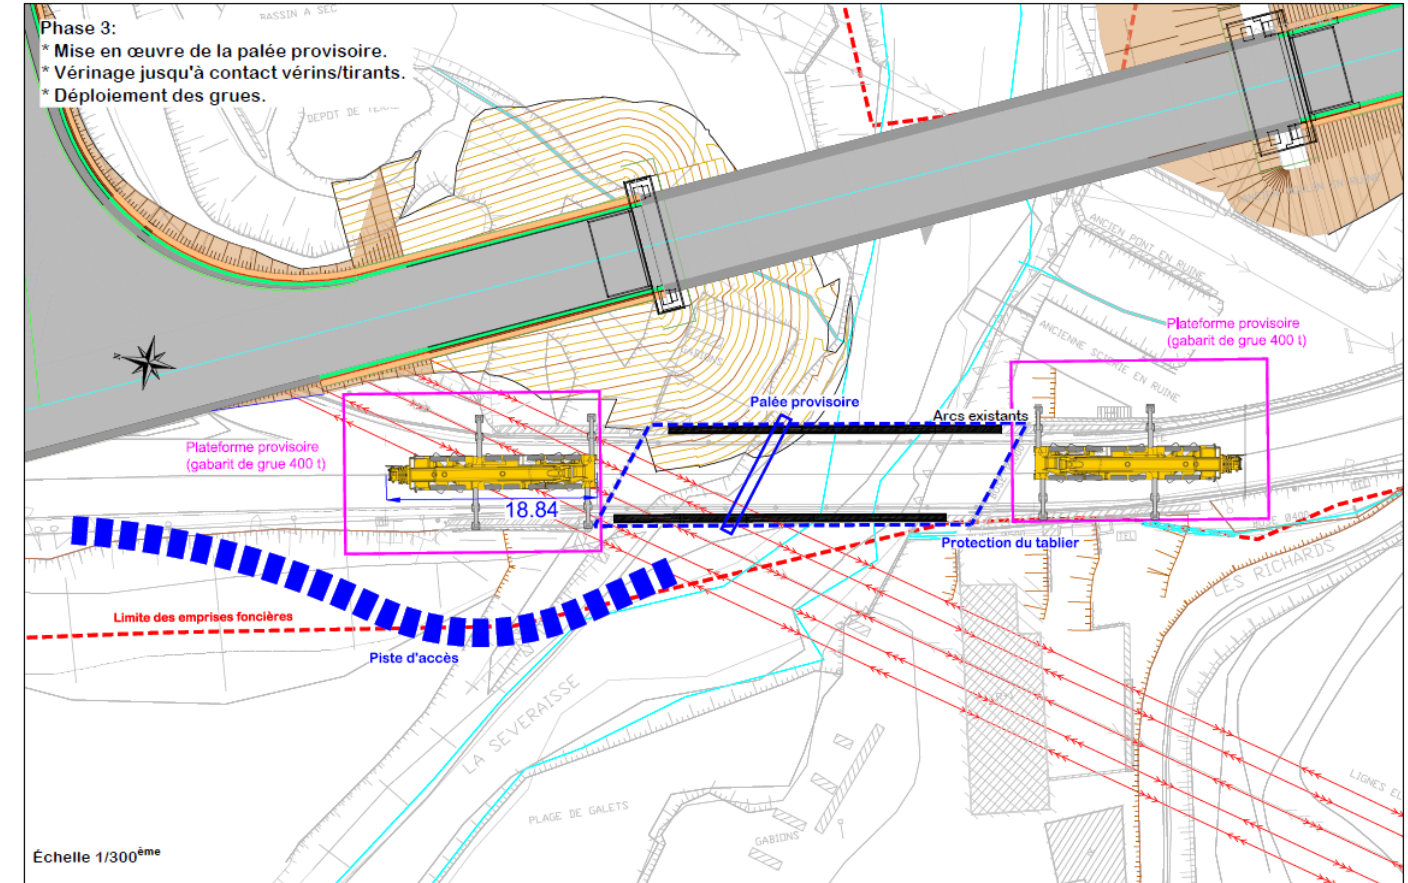 BASSIN A SEC
Phase 3:
* Mise en œuvre de la palée provisoire.
* Vérinage jusqu'à contact vérins/tirants.
* Déploiement des grues.
DEPOT DE TERRE
ANCIEN PONT EN RUINE
ANCIENNE SCIERIE EN RUINE
Plateforme provisoire
(gabarit de grue 400 t)
GABIONS
Palée provisoire
Arcs existants
Plateforme provisoire
(gabarit de grue 400 t)
18.84
Protection du tablier
TEL
LES RICHARDS
Limite des emprises foncières
Piste d'accès
LA SEVERAISSE
PLAGE DE GALETS
GABIONS
LIGNES
Échelle 1/300ème